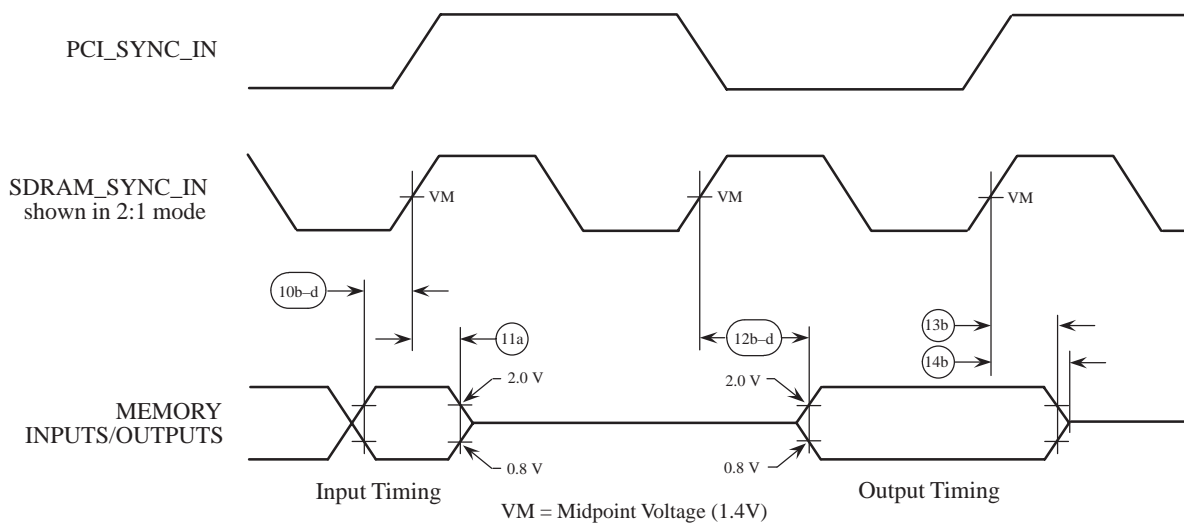 PCI_SYNC_IN
SDRAM_SYNC_IN
shown in 2:1 mode
VM
VM
VM
10b–d
11a
12b–d
13b
14b
MEMORY
INPUTS/OUTPUTS
2.0 V
0.8 V
2.0 V
0.8 V
Input Timing
Output Timing
VM = Midpoint Voltage (1.4V)